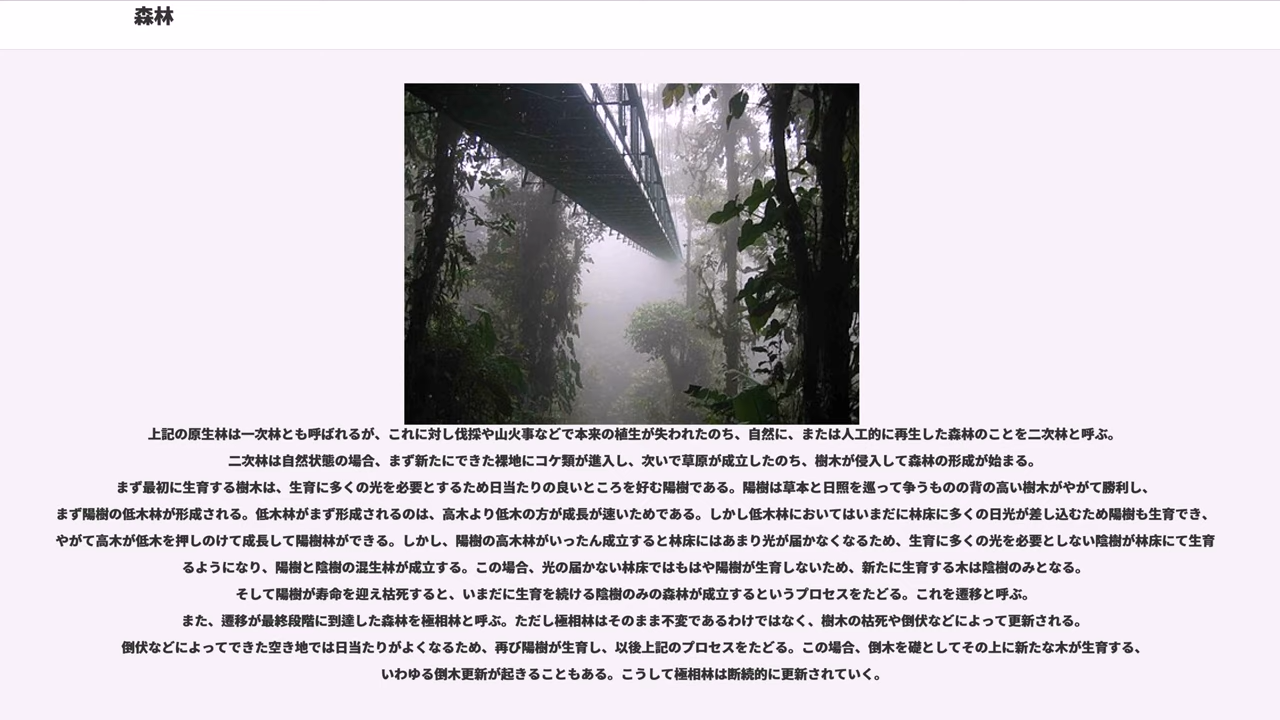 森林
上記の原生林は一次林とも呼ばれるが、これに対し伐採や山火事などで本来の植生が失われたのち、自然に、または人工的に再生した森林のことを二次林と呼ぶ。
二次林は自然状態の場合、まず新たにできた裸地にコケ類が進入し、次いで草原が成立したのち、樹木が侵入して森林の形成が始まる。
まず最初に生育する樹木は、生育に多くの光を必要とするため日当たりの良いところを好む陽樹である。陽樹は草本と日照を巡って争うものの背の高い樹木がやがて勝利し、
まず陽樹の低木林が形成される。低木林がまず形成されるのは、高木より低木の方が成長が速いためである。しかし低木林においてはいまだに林床に多くの日光が差し込むため陽樹も生育でき、
やがて高木が低木を押しのけて成長して陽樹林ができる。しかし、陽樹の高木林がいったん成立すると林床にはあまり光が届かなくなるため、生育に多くの光を必要としない陰樹が林床にて生育
るようになり、陽樹と陰樹の混生林が成立する。この場合、光の届かない林床ではもはや陽樹が生育しないため、新たに生育する木は陰樹のみとなる。
そして陽樹が寿命を迎え枯死すると、いまだに生育を続ける陰樹のみの森林が成立するというプロセスをたどる。これを遷移と呼ぶ。
また、遷移が最終段階に到達した森林を極相林と呼ぶ。ただし極相林はそのまま不変であるわけではなく、樹木の枯死や倒伏などによって更新される。
倒伏などによってできた空き地では日当たりがよくなるため、再び陽樹が生育し、以後上記のプロセスをたどる。この場合、倒木を礎としてその上に新たな木が生育する、
いわゆる倒木更新が起きることもある。こうして極相林は断続的に更新されていく。